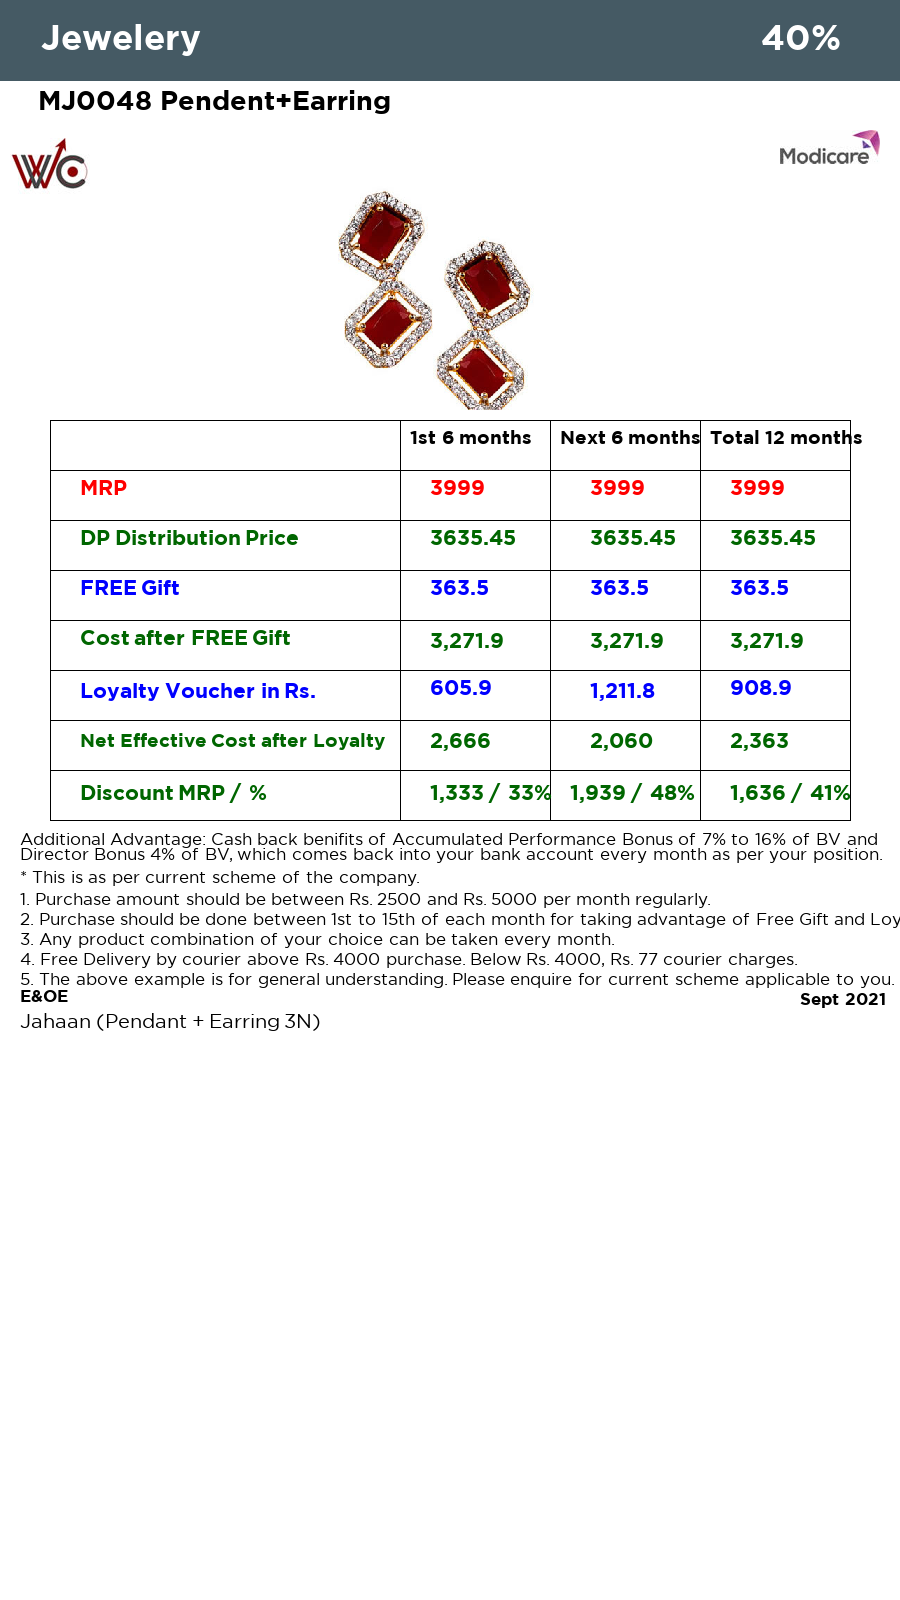 Jewelery 40%
MJ0048 Pendent+Earring
WC
Modicare
1st 6 months Next 6 months Total 12 months
MRP 3999 3999 3999
DP Distribution Price 3635.45 3635.45 3635.45
FREE Gift 363.5 363.5 363.5
Cost after FREE Gift 3,271.9 3,271.9 3,271.9
Loyalty Voucher in Rs. 605.9 1,211.8 908.9
Net Effective Cost after Loyalty 2,666 2,060 2,363
Discount MRP / % 1,333 / 33% 1,939 / 48% 1,636 / 41%
Additional Advantage: Cash back benifits of Accumulated Performance Bonus of 7% to 16% of BV and
Director Bonus 4% of BV, which comes back into your bank account every month as per your position.
* This is as per current scheme of the company.
1. Purchase amount should be between Rs. 2500 and Rs. 5000 per month regularly.
2. Purchase should be done between 1st to 15th of each month for taking advantage of Free Gift and Loy
3. Any product combination of your choice can be taken every month.
4. Free Delivery by courier above Rs. 4000 purchase. Below Rs. 4000, Rs. 77 courier charges.
5. The above example is for general understanding. Please enquire for current scheme applicable to you.
E&OE
Sept 2021
Jahaan (Pendant + Earring 3N)